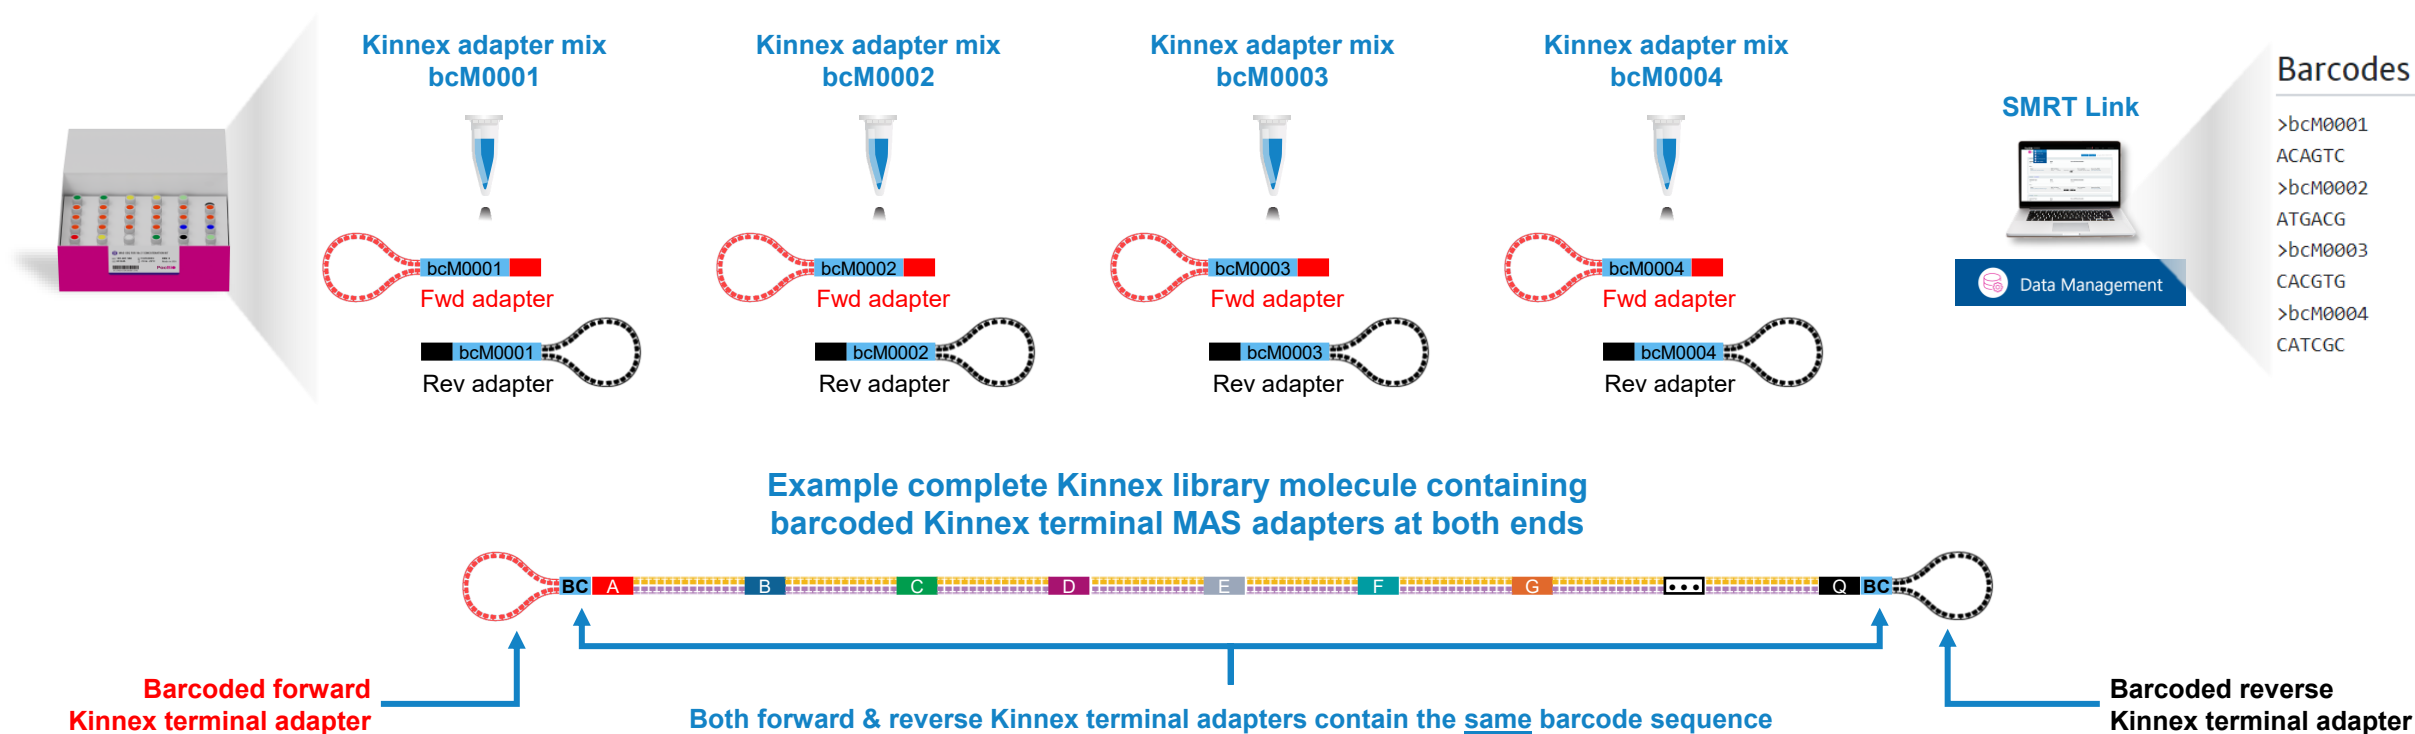 Kinnex adapter mix
bcM0001
Kinnex adapter mix
bcM0002
Kinnex adapter mix
bcM0003
Kinnex adapter mix
bcM0004
bcM0001
Fwd adapter
bcM0001
Rev adapter
bcM0002
Fwd adapter
bcM0002
Rev adapter
bcM0003
Fwd adapter
bcM0003
Rev adapter
bcM0004
Fwd adapter
bcM0004
Rev adapter
SMRT Link
Data Management
Barcodes
>bcM0001
ACAGTC
>bcM0002
ATGACG
>bcM0003
CACGTG
>bcM0004
CATCGC
Example complete Kinnex library molecule containing
barcoded Kinnex terminal MAS adapters at both ends
BC A B C D E F G ••• Q BC
Barcoded forward
Kinnex terminal adapter
Both forward & reverse Kinnex terminal adapters contain the same barcode sequence
Barcoded reverse
Kinnex terminal adapter